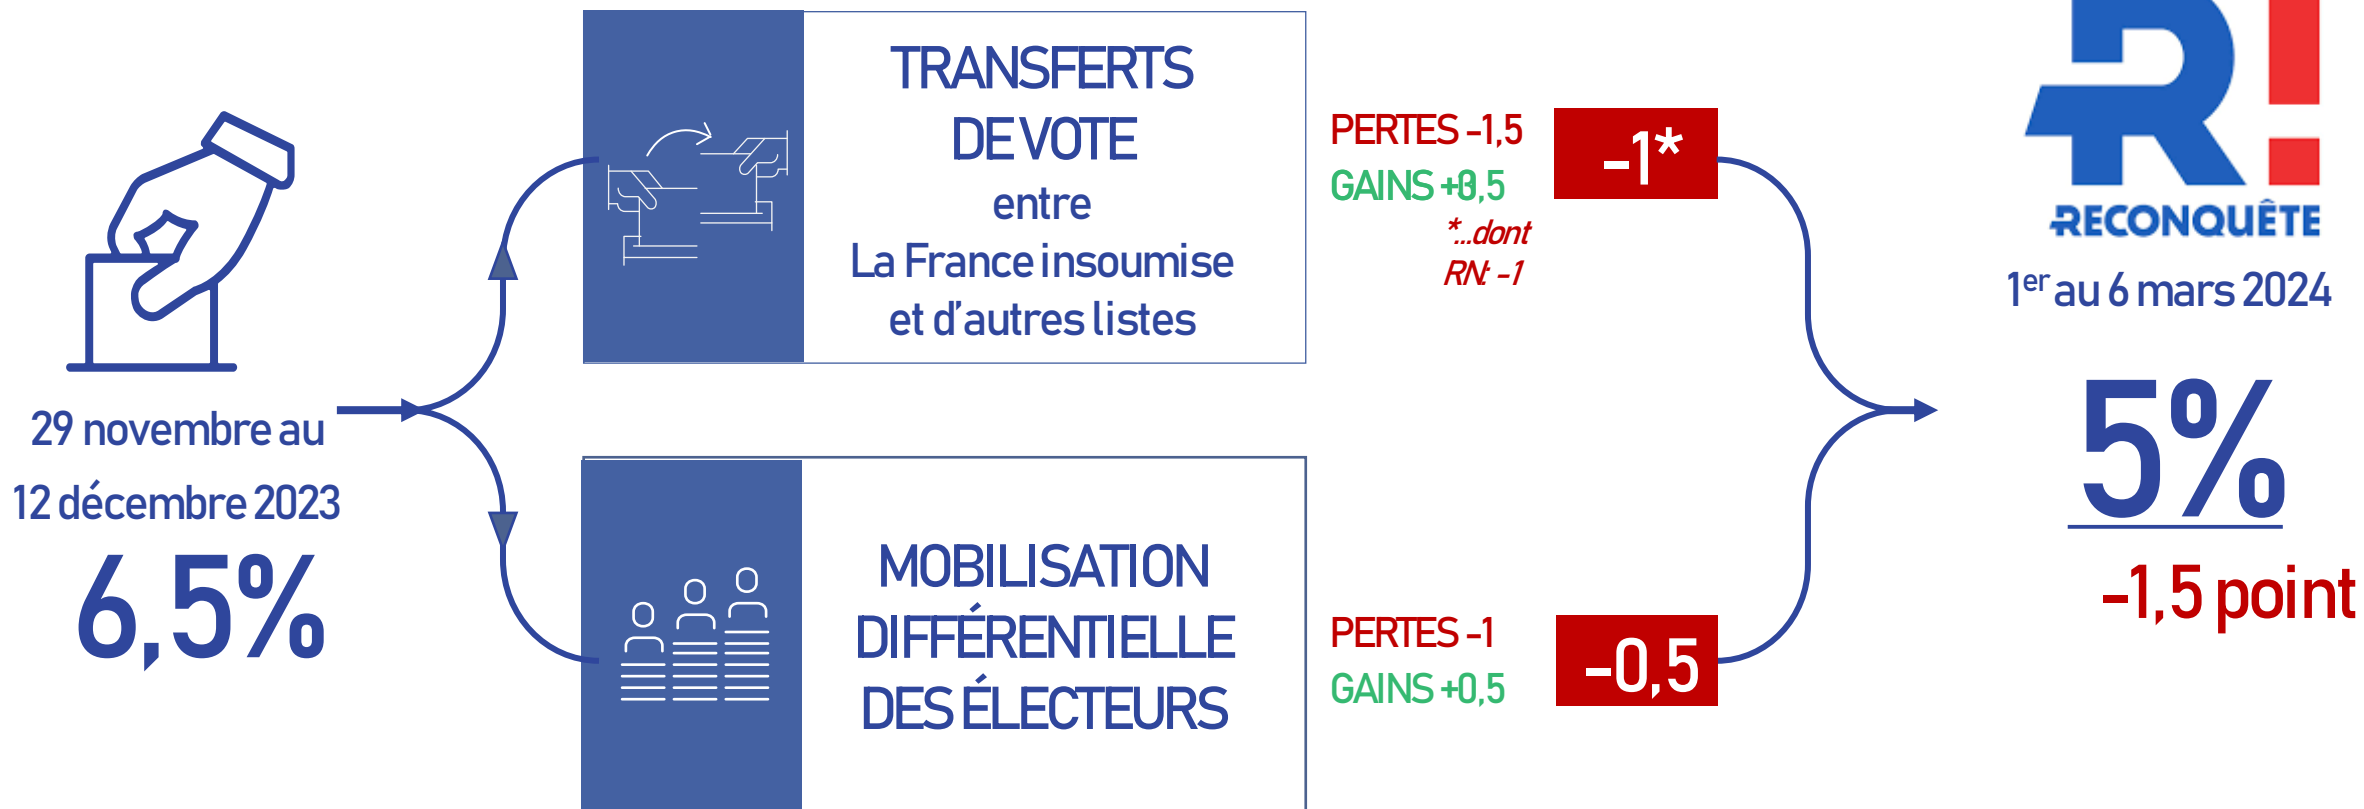 29 novembre au
12 décembre 2023
6,5%
TRANSFERTS
DE VOTE
entre
La France insoumise
et d'autres listes
PERTES -1,5
GAINS
-1*
*...dont
RN: -1
MOBILISATION
DIFFÉRENTIELLE
DES ÉLECTEURS
PERTES -1
GAINS +0,5
-0,5
R!
RECONQUÊTE
1er au 6 mars 2024
5%
-1,5 point